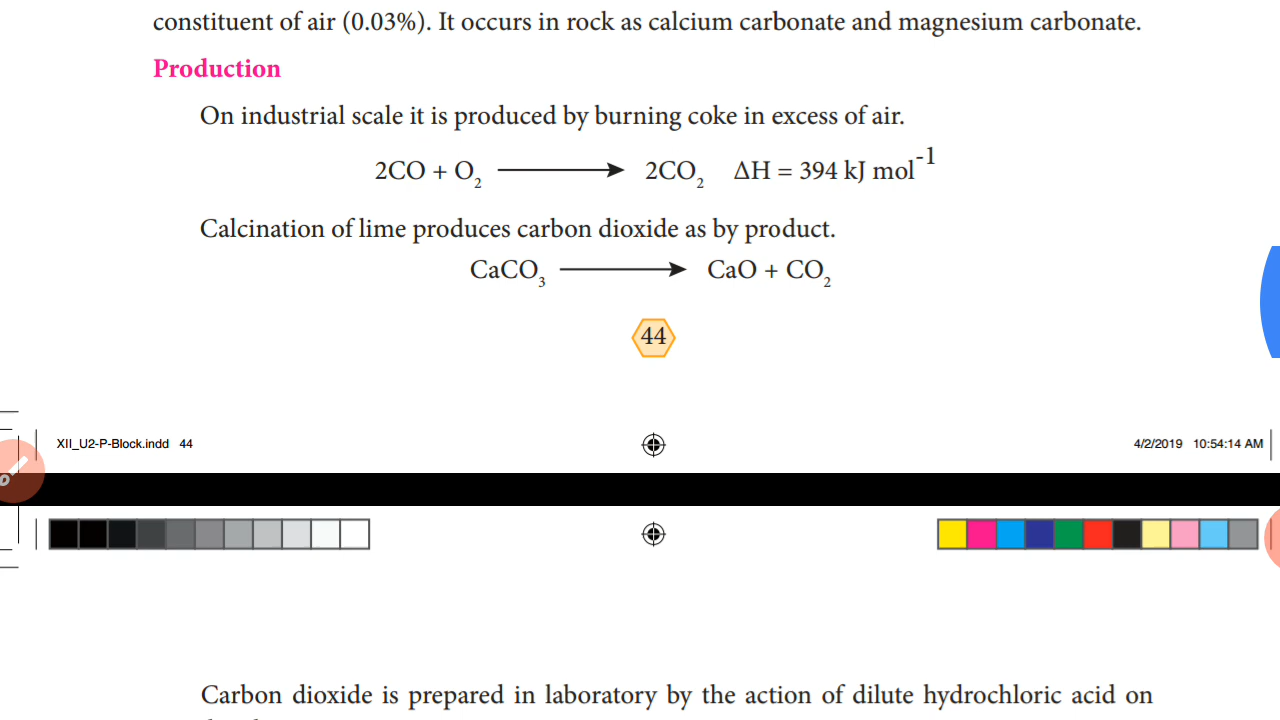 constituent of air (0.03%). It occurs in rock as calcium carbonate and magnesium carbonate.
Production
On industrial scale it is produced by burning coke in excess of air.
2CO + O₂ ⟶ 2CO₂ ΔH = 394 kJ mol⁻¹
Calcination of lime produces carbon dioxide as by product.
CaCO₃ ⟶ CaO + CO₂
44
XII_U2-P-Block.indd 44
4/2/2019 10:54:14 AM
Carbon dioxide is prepared in laboratory by the action of dilute hydrochloric acid on